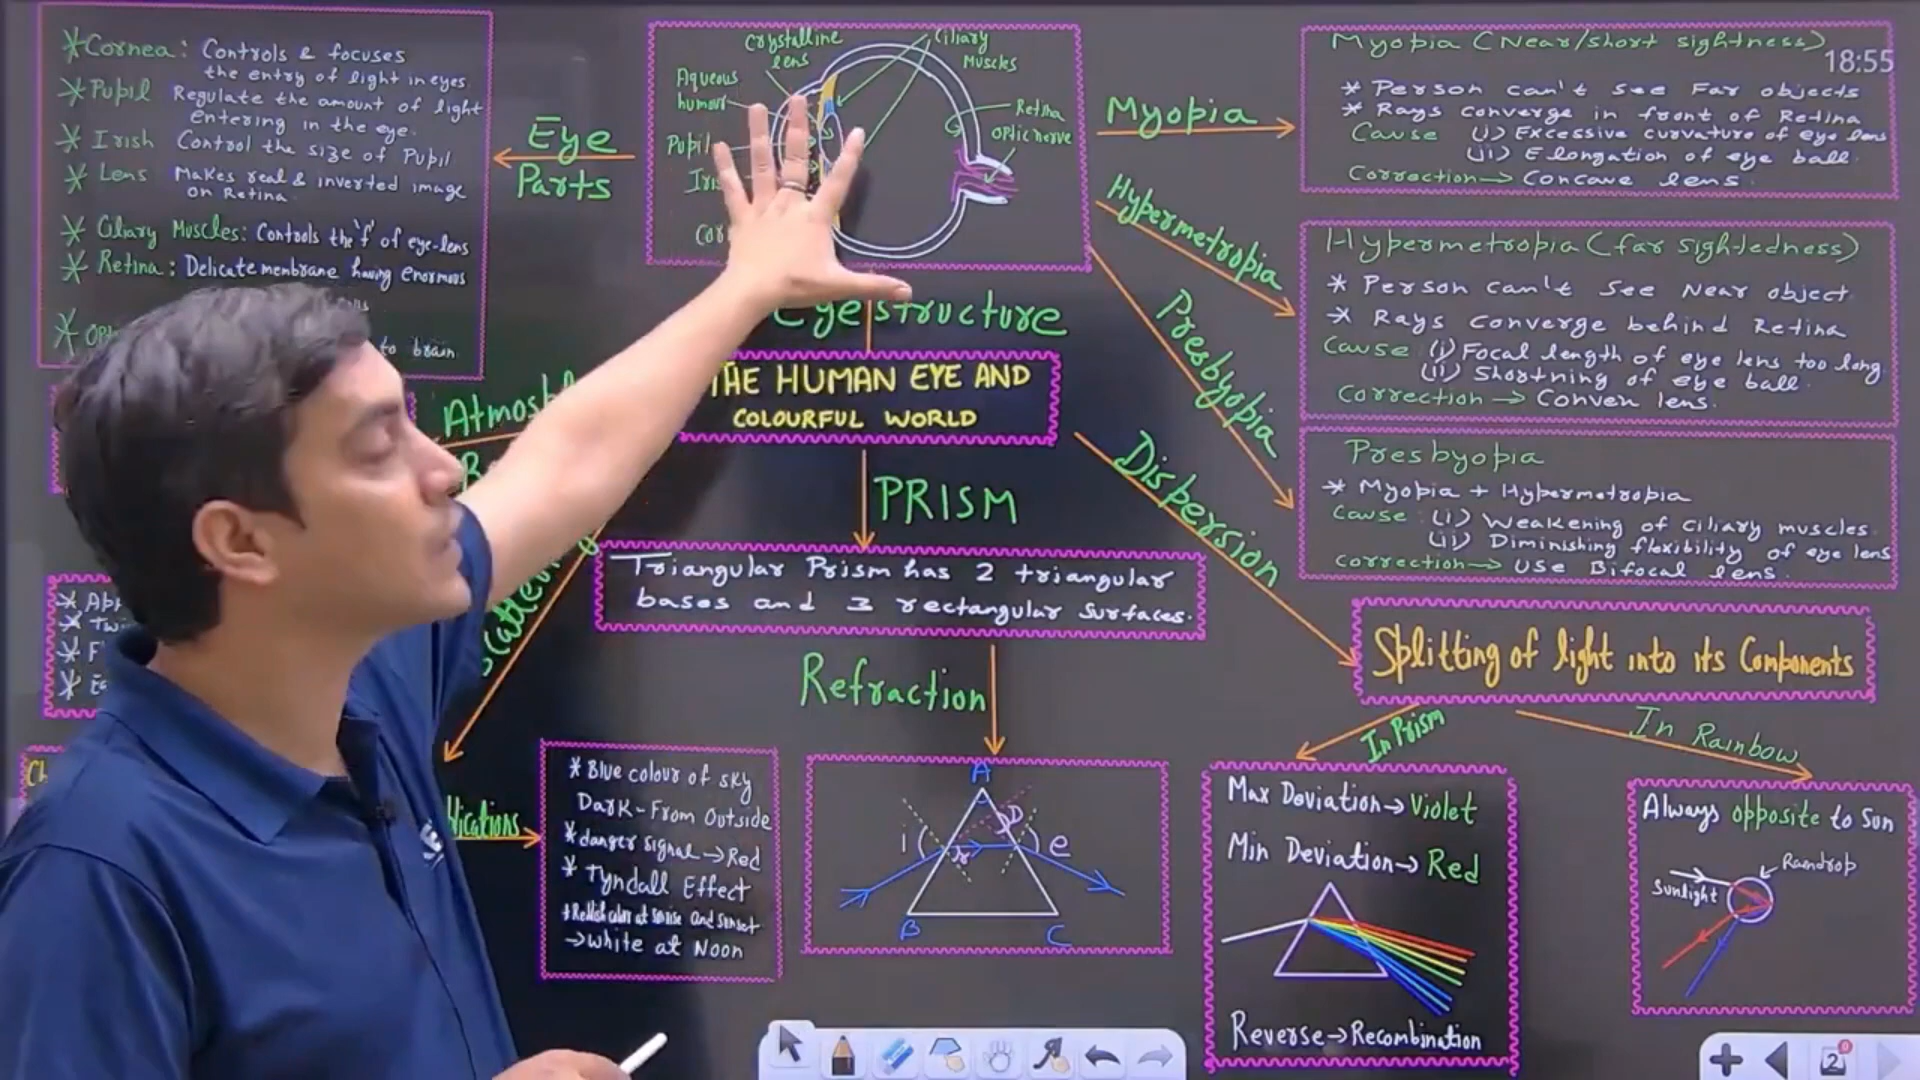 * Cornea: Controls & focuses
the entry of light in eyes
* Pupil Regulate the amount of light
entering in the eye.
* Irish Control the size of Pupil
* Lens Makes real & inverted image
on Retina
* Ciliary Muscles: Controls the 'f' of eye-lens
* Retina: Delicate membrane having enormous
to brain.
Eye
Parts
Crystalline
lens
Ciliary
Muscles
Aqueous
humour
Retina
Optic nerve
Pupil
Eye structure
THE HUMAN EYE AND
COLOURFUL WORLD
Myopia
Hypermetropia
Presbyopia
Dispersion
18:55
Myopia (Near/short sightness)
* Person can't see Far objects
* Rays converge in front of Retina
Cause (i) Excessive curvature of eye lens
(ii) Elongation of eye ball.
Correction → Concave lens.
Hypermetropia (far sightedness)
* Person can't see Near object
* Rays converge behind Retina
Cause (i) Focal length of eye lens too long.
(ii) Shortning of eye ball.
Correction → Conven lens.
Presbyopia
* Myopia + Hypermetropia
Cause (i) Weakening of ciliary muscles.
(ii) Diminishing flexibility of eye lens
Correction → Use Bifocal lens.
PRISM
Triangular Prism has 2 triangular
bases and 3 rectangular surfaces.
Refraction
A
D
i
r
e
B
C
* Blue colour of sky
Dark-From Outside
* danger signal → Red
* Tyndall Effect
* Reddish colour at sunrise and sunset
→ white at Noon
Splitting of light into its Components
In Prism
In Rainbow
Max Deviation → Violet
Min Deviation → Red
Reverse → Recombination
Always opposite to Sun
Raindrop
Sunlight
2